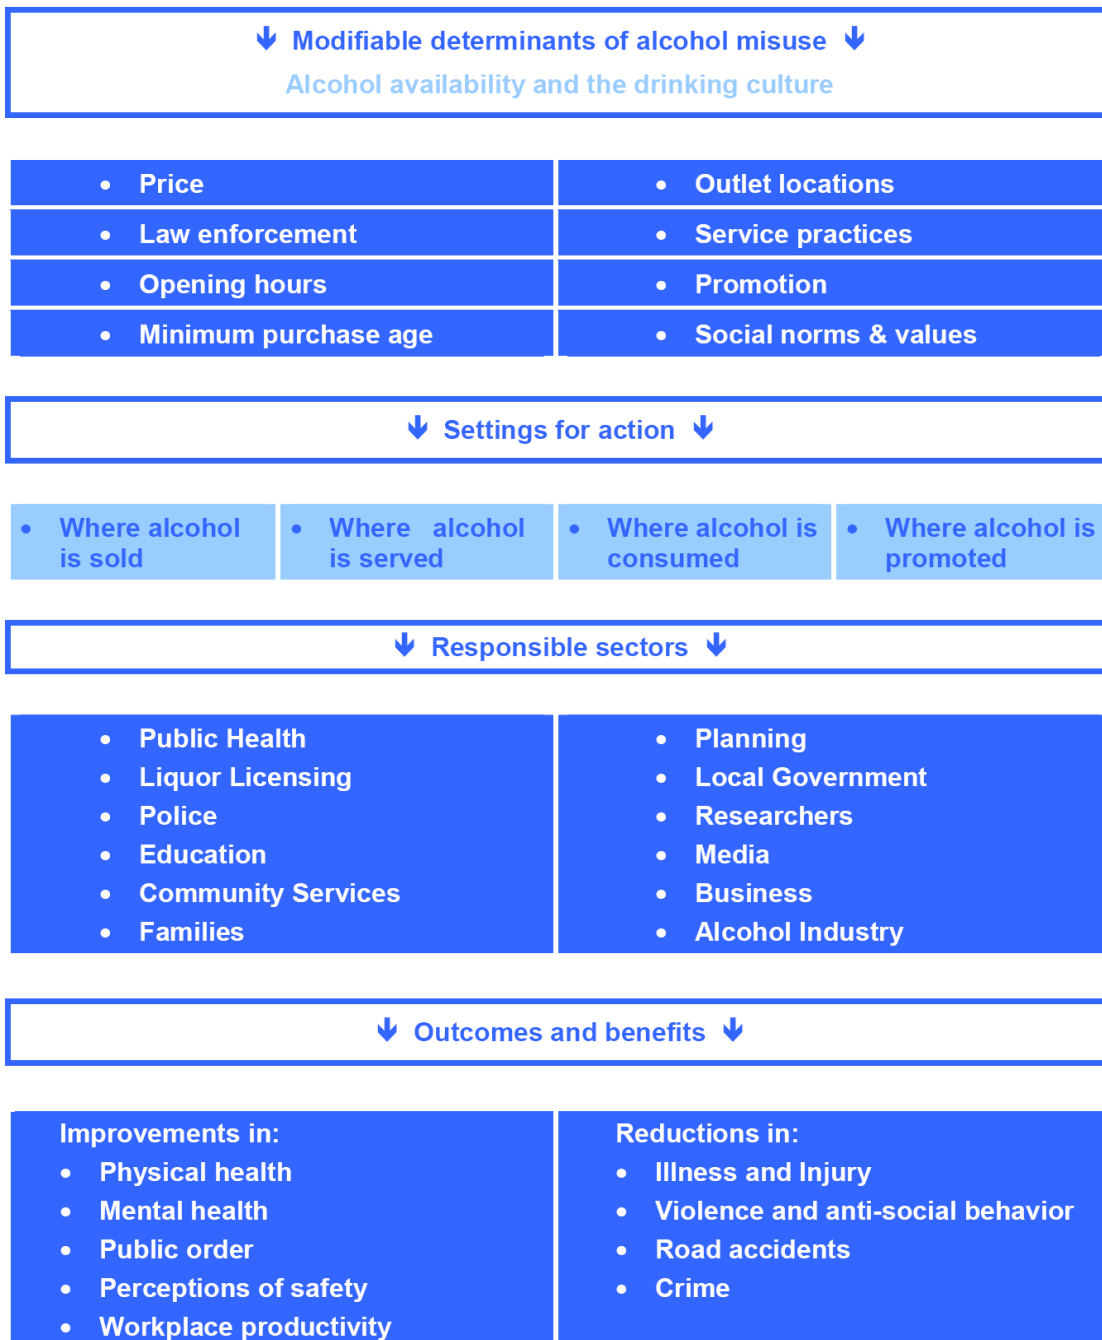 🡻 Modifiable determinants of alcohol misuse 🡻
Alcohol availability and the drinking culture
• Price
• Outlet locations
• Law enforcement
• Service practices
• Opening hours
• Promotion
• Minimum purchase age
• Social norms & values
🡻 Settings for action 🡻
• Where alcohol
is sold
• Where alcohol
is served
• Where alcohol is
consumed
• Where alcohol is
promoted
🡻 Responsible sectors 🡻
• Public Health
• Liquor Licensing
• Police
• Education
• Community Services
• Families
• Planning
• Local Government
• Researchers
• Media
• Business
• Alcohol Industry
🡻 Outcomes and benefits 🡻
Improvements in:
• Physical health
• Mental health
• Public order
• Perceptions of safety
• Workplace productivity
Reductions in:
• Illness and Injury
• Violence and anti-social behavior
• Road accidents
• Crime